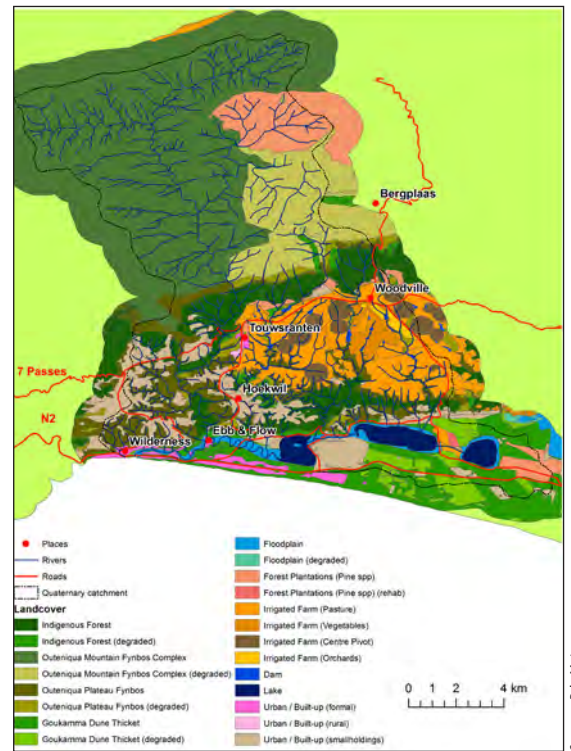 Bergplaas
Woodville
Touwsranten
7 Passes
Hoekwil
N2
Ebb & Flow
Wilderness
Places
Rivers
Roads
Quaternary catchment
Landcover
Indigenous Forest
Indigenous Forest (degraded)
Outeniqua Mountain Fynbos Complex
Outeniqua Mountain Fynbos Complex (degraded)
Outeniqua Plateau Fynbos
Outeniqua Plateau Fynbos (degraded)
Goukamma Dune Thicket
Goukamma Dune Thicket (degraded)
Floodplain
Floodplain (degraded)
Forest Plantations (Pine spp)
Forest Plantations (Pine spp) (rehab)
Irrigated Farm (Pasture)
Irrigated Farm (Vegetables)
Irrigated Farm (Centre Pivot)
Irrigated Farm (Orchards)
Dam
Lake
Urban / Built-up (formal)
Urban / Built-up (rural)
Urban / Built-up (smallholdings)
0 1 2 4 km